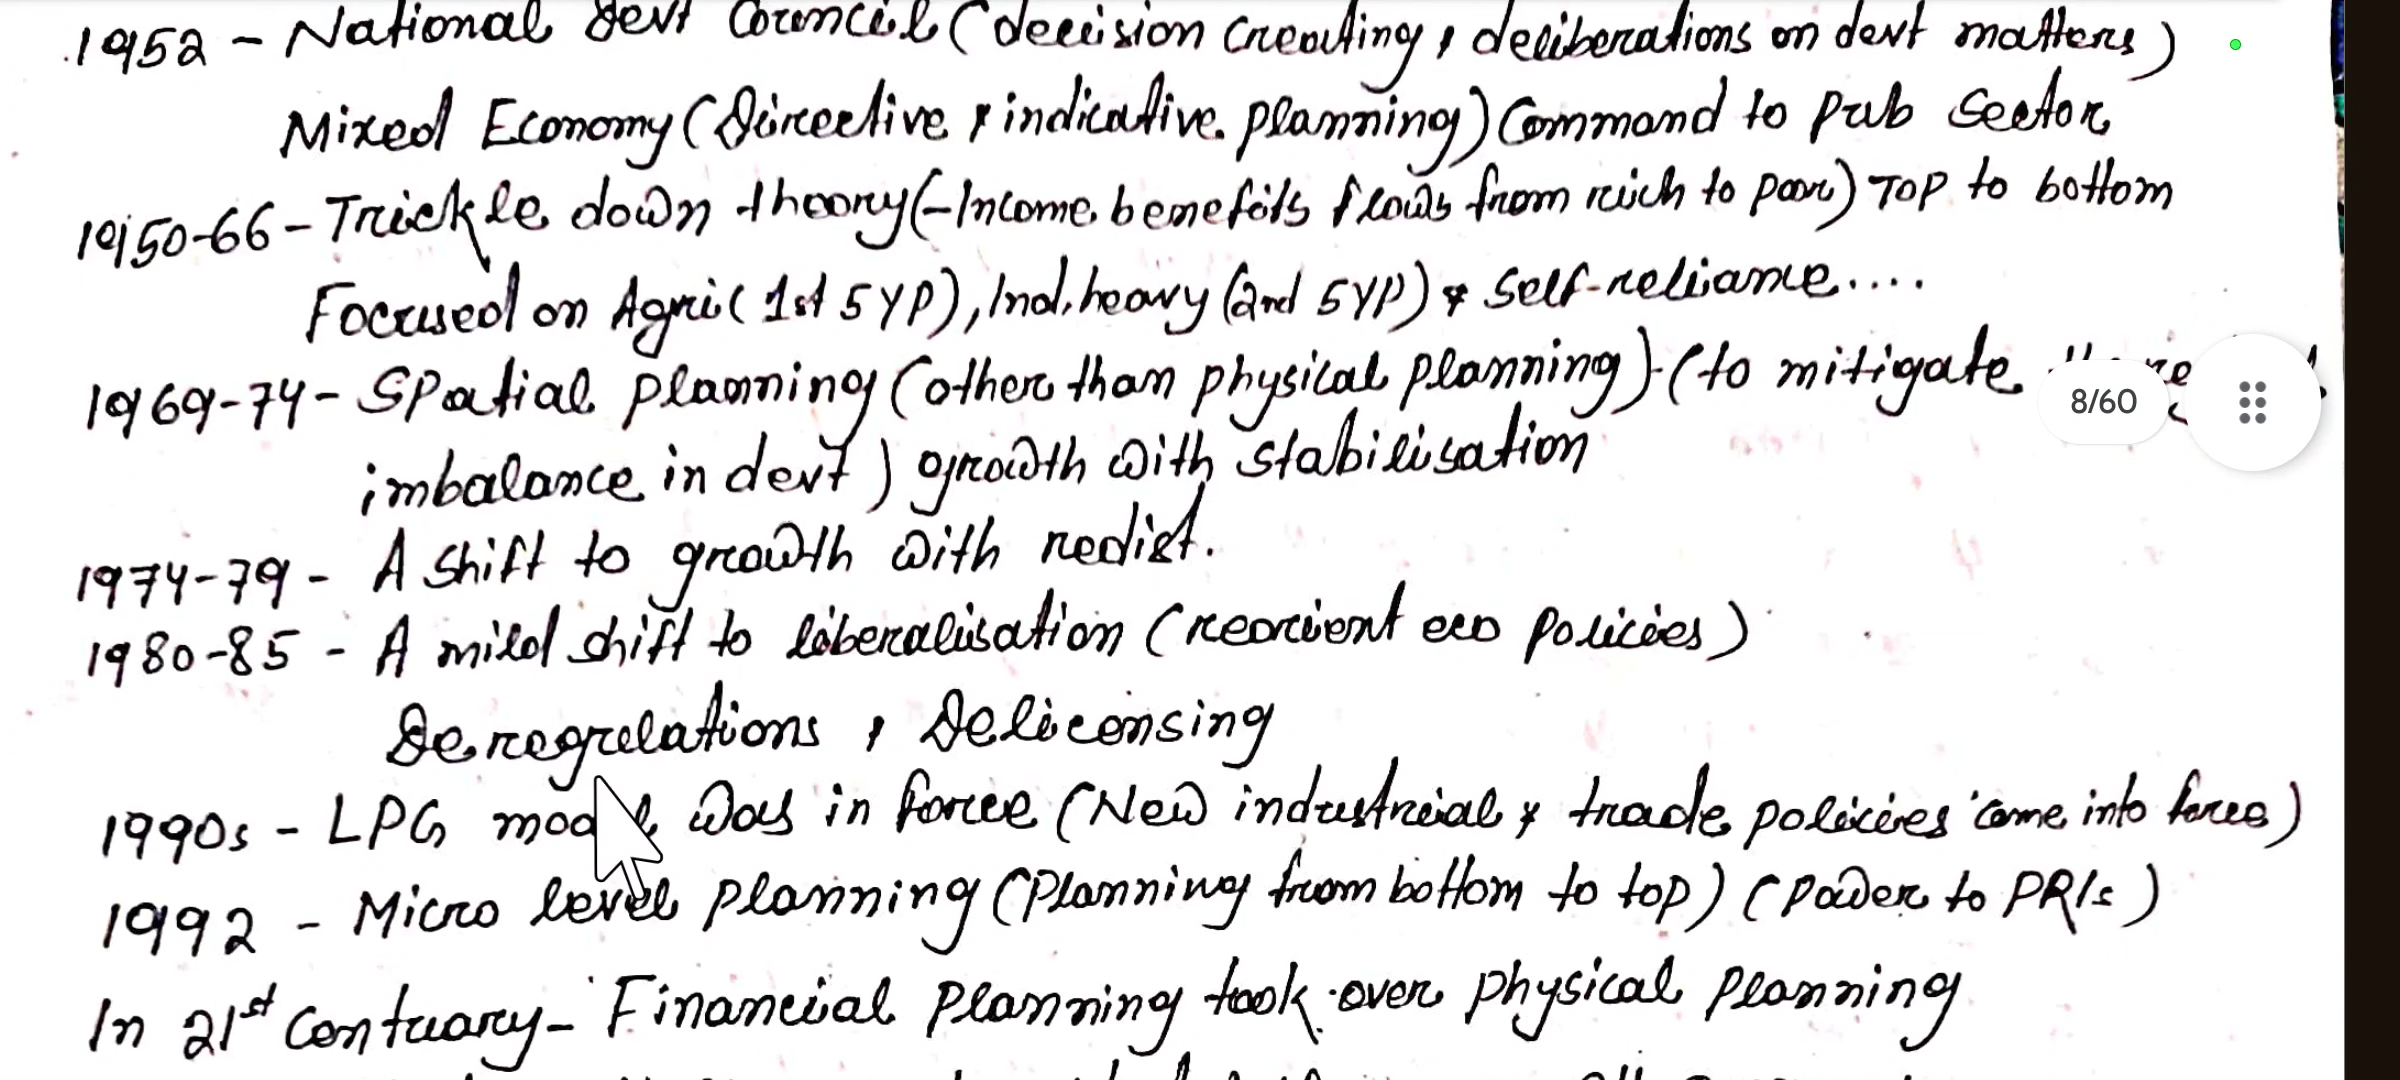 1952 - National Devt Council (decision creating, deliberations on devt matters)
Mixed Economy (Directive & indicative planning) Command to Pub Sector
1950-66 - Trickle down theory (-Income benefits flows from rich to poor) TOP to bottom
Focused on Agri (1st 5YP), Ind. heavy (2nd 5YP) & Self-reliance....
1969-74 - Spatial planning (other than physical planning) - (to mitigate
8/60
imbalance in devt) growth with stabilisation
1974-79 - A shift to growth with redist.
1980-85 - A mild shift to liberalisation (reorient eco policies)
Deregulations, Delicensing
1990s - LPG model was in force (New industrial & trade policies came into force)
1992 - Micro level planning (Planning from bottom to top) (Power to PRIs)
In 21st Contuary - Financial Planning took over physical Planning